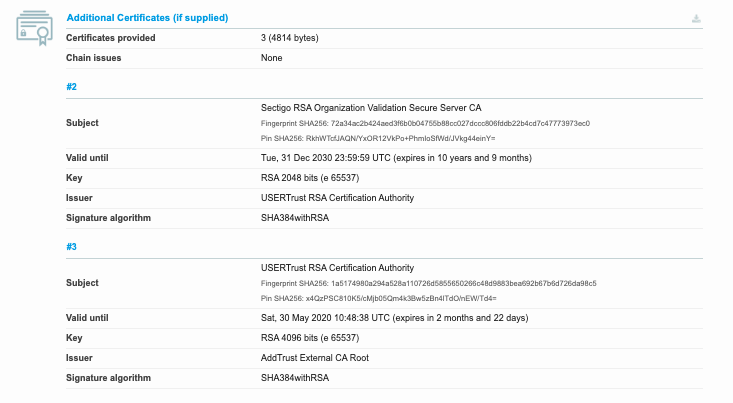 Additional Certificates (if supplied)
Certificates provided 3 (4814 bytes)
Chain issues None
#2
Subject Sectigo RSA Organization Validation Secure Server CA
Fingerprint SHA256: 72a34ac2b424aed3f6b0b04755b88cc027dccc806fddb22b4cd7c47773973ec0
Pin SHA256: RkhWTcfJAQN/YxOR12VkPo+PhmIoSfWd/JVkg44einY=
Valid until Tue, 31 Dec 2030 23:59:59 UTC (expires in 10 years and 9 months)
Key RSA 2048 bits (e 65537)
Issuer USERTrust RSA Certification Authority
Signature algorithm SHA384withRSA
#3
Subject USERTrust RSA Certification Authority
Fingerprint SHA256: 1a5174980a294a528a110726d5855650266c48d9883bea692b67b6d726da98c5
Pin SHA256: x4QzPSC810K5/cMjb05Qm4k3Bw5zBn4lTdO/nEW/Td4=
Valid until Sat, 30 May 2020 10:48:38 UTC (expires in 2 months and 22 days)
Key RSA 4096 bits (e 65537)
Issuer AddTrust External CA Root
Signature algorithm SHA384withRSA